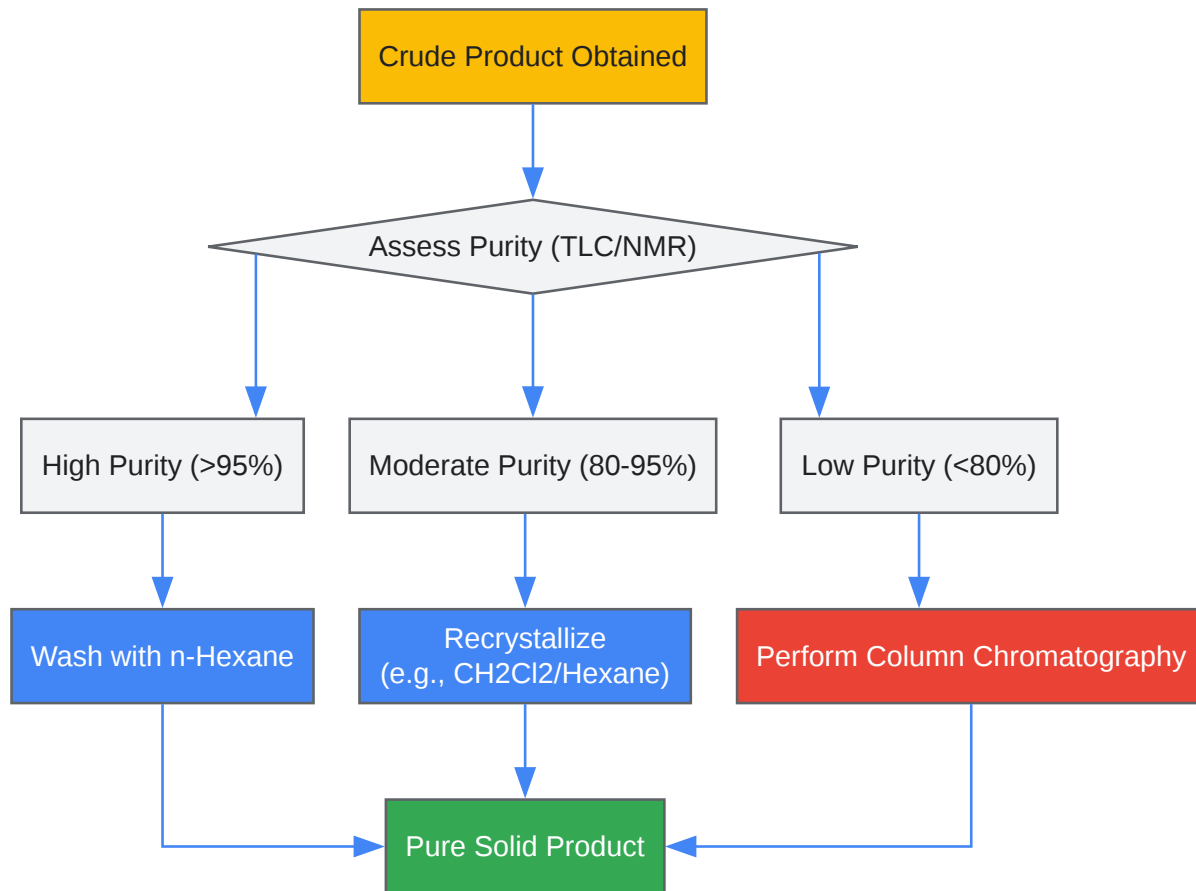 Crude Product Obtained
Assess Purity (TLC/NMR)
High Purity (>95%)
Moderate Purity (80-95%)
Low Purity (<80%)
Wash with n-Hexane
Recrystallize
(e.g., CH2Cl2/Hexane)
Perform Column Chromatography
Pure Solid Product